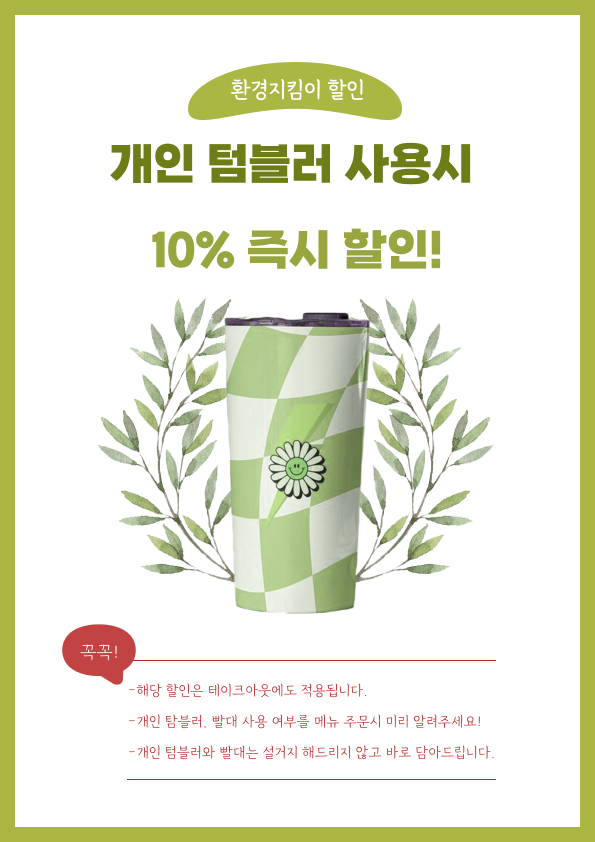 환경지킴이 할인
개인 텀블러 사용시
10% 즉시 할인!
꼭꼭!
-해당 할인은 테이크아웃에도 적용됩니다.
-개인 탐블러, 빨대 사용 여부를 메뉴 주문시 미리 알려주세요!
-개인 텀블러와 빨대는 설거지 해드리지 않고 바로 담아드립니다.